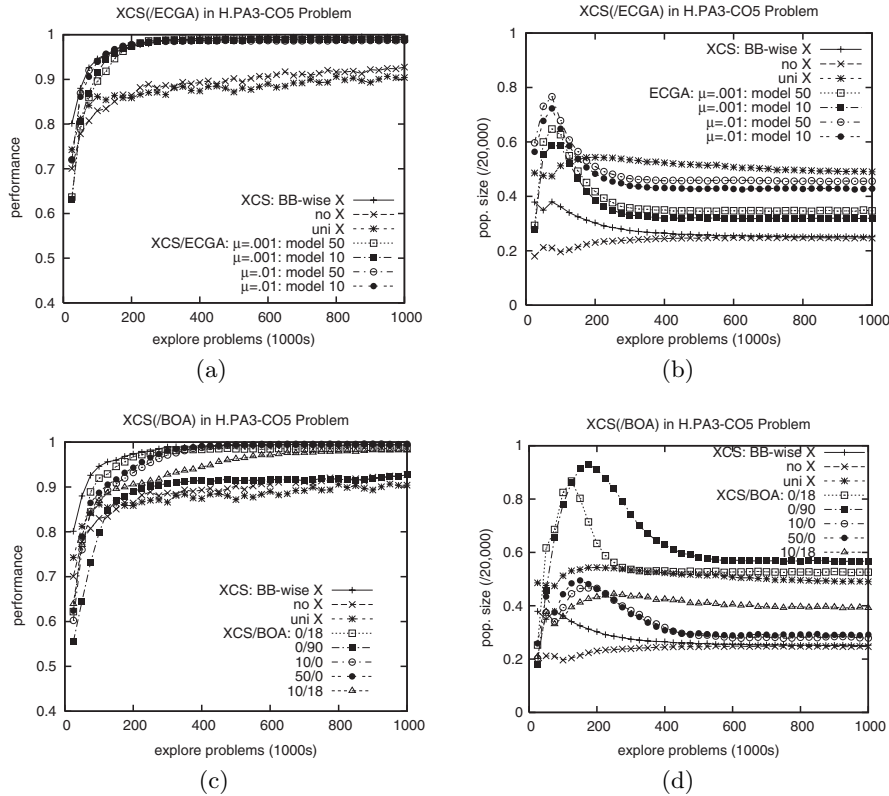 XCS(/ECGA) in H.PA3-CO5 Problem
performance
1
0.9
0.8
0.7
0.6
0.5
0.4
XCS: BB-wise X
no X
uni X
XCS/ECGA: μ=.001: model 50
μ=.001: model 10
μ=.01: model 50
μ=.01: model 10
0 200 400 600 800 1000
explore problems (1000s)
(a)
XCS(/ECGA) in H.PA3-CO5 Problem
pop. size (/20,000)
1
0.8
0.6
0.4
0.2
0
XCS: BB-wise X
no X
uni X
ECGA: μ=.001: model 50
μ=.001: model 10
μ=.01: model 50
μ=.01: model 10
0 200 400 600 800 1000
explore problems (1000s)
(b)
XCS(/BOA) in H.PA3-CO5 Problem
performance
1
0.9
0.8
0.7
0.6
0.5
0.4
XCS: BB-wise X
no X
uni X
XCS/BOA: 0/18
0/90
10/0
50/0
10/18
0 200 400 600 800 1000
explore problems (1000s)
(c)
XCS(/BOA) in H.PA3-CO5 Problem
pop. size (/20,000)
1
0.8
0.6
0.4
0.2
0
XCS: BB-wise X
no X
uni X
XCS/BOA: 0/18
0/90
10/0
50/0
10/18
0 200 400 600 800 1000
explore problems (1000s)
(d)